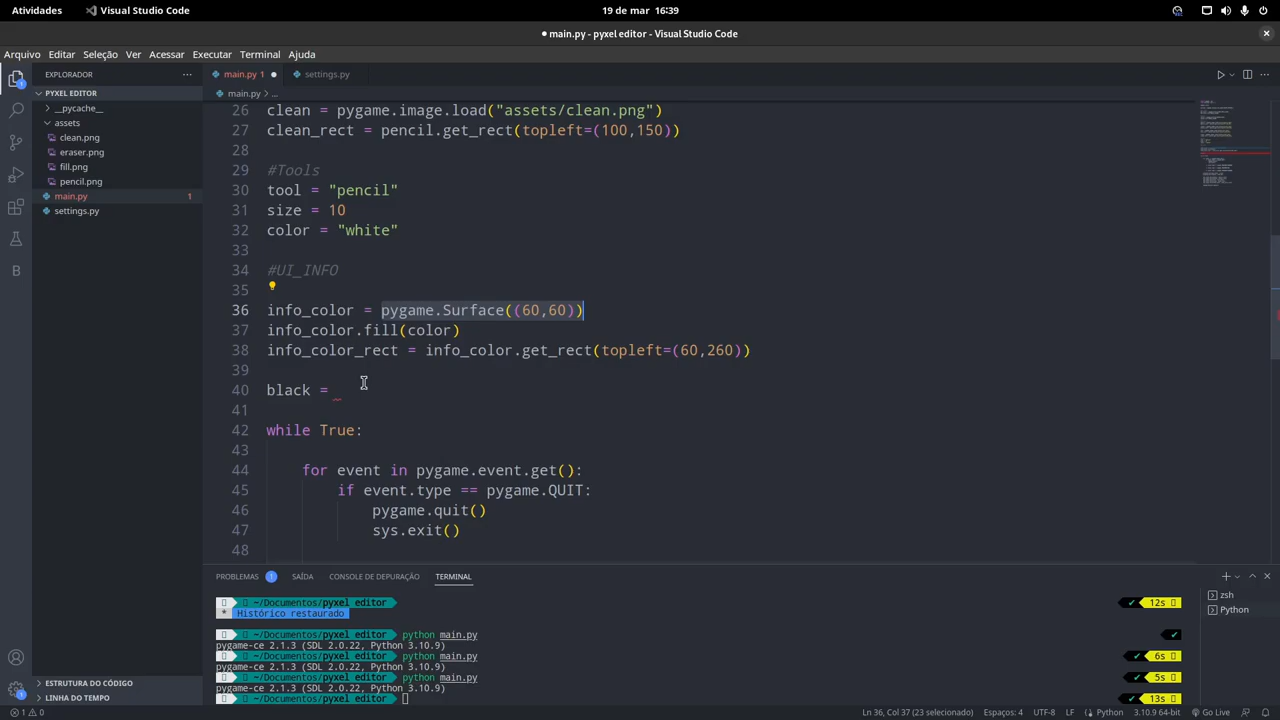 Atividades
Visual Studio Code
19 de mar 16:39
● main.py - pyxel editor - Visual Studio Code
Arquivo Editar Seleção Ver Acessar Executar Terminal Ajuda
EXPLORADOR
PYXEL EDITOR
__pycache__
assets
clean.png
eraser.png
fill.png
pencil.png
main.py 1
settings.py
ESTRUTURA DO CÓDIGO
LINHA DO TEMPO
main.py 1 ●
settings.py
main.py > ...
26 clean = pygame.image.load("assets/clean.png")
27 clean_rect = pencil.get_rect(topleft=(100,150))
28
29 #Tools
30 tool = "pencil"
31 size = 10
32 color = "white"
33
34 #UI_INFO
35
36 info_color = pygame.Surface((60,60))
37 info_color.fill(color)
38 info_color_rect = info_color.get_rect(topleft=(60,260))
39
40 black =
41
42 while True:
43
44 for event in pygame.event.get():
45 if event.type == pygame.QUIT:
46 pygame.quit()
47 sys.exit()
48
PROBLEMAS 1 SAÍDA CONSOLE DE DEPURAÇÃO TERMINAL
~/Documentos/pyxel editor ✔ 12s
* Histórico restaurado
~/Documentos/pyxel editor python main.py ✔
pygame-ce 2.1.3 (SDL 2.0.22, Python 3.10.9)
~/Documentos/pyxel editor python main.py ✔ 6s
pygame-ce 2.1.3 (SDL 2.0.22, Python 3.10.9)
~/Documentos/pyxel editor python main.py ✔ 5s
pygame-ce 2.1.3 (SDL 2.0.22, Python 3.10.9)
~/Documentos/pyxel editor ✔ 13s
zsh
Python
1 0
Ln 36, Col 37 (23 selecionado) Espaços: 4 UTF-8 LF Python 3.10.9 64-bit Go Live